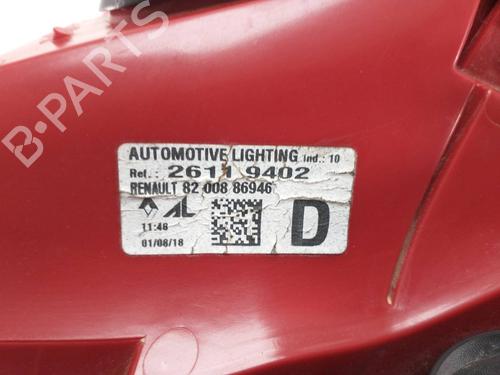 B-PARTS
AUTOMOTIVE LIGHTING ind.: 10
Ref.: 2611 9402
RENAULT 82 008 86946
AL
11:46
01/08/18
D